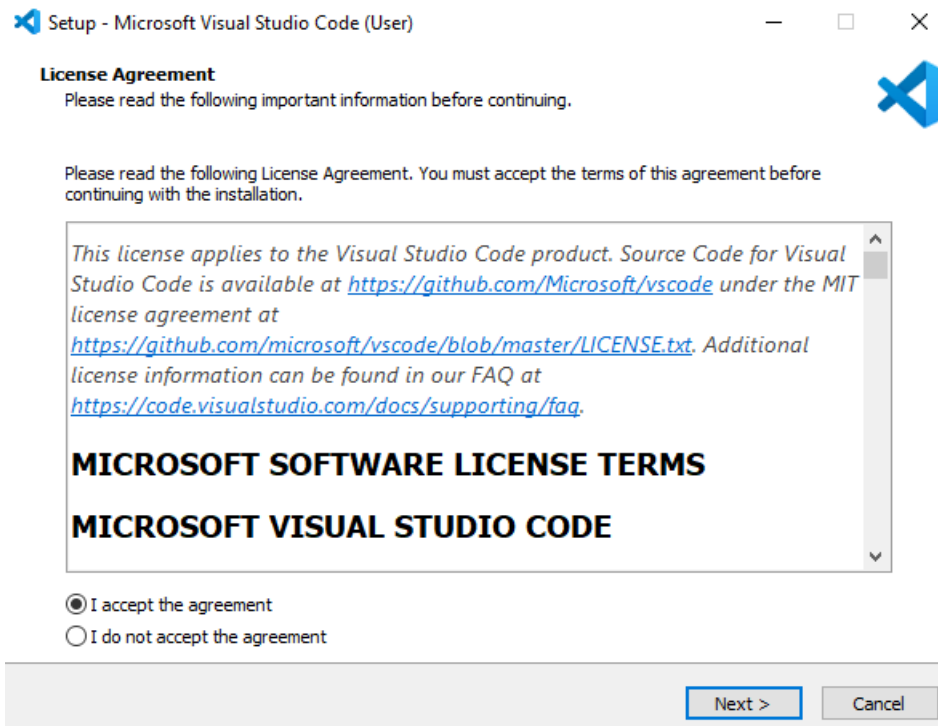 Setup - Microsoft Visual Studio Code (User)
License Agreement
Please read the following important information before continuing.
Please read the following License Agreement. You must accept the terms of this agreement before
continuing with the installation.
This license applies to the Visual Studio Code product. Source Code for Visual
Studio Code is available at https://github.com/Microsoft/vscode under the MIT
license agreement at
https://github.com/microsoft/vscode/blob/master/LICENSE.txt. Additional
license information can be found in our FAQ at
https://code.visualstudio.com/docs/supporting/faq.
MICROSOFT SOFTWARE LICENSE TERMS
MICROSOFT VISUAL STUDIO CODE
I accept the agreement
I do not accept the agreement
Next >
Cancel